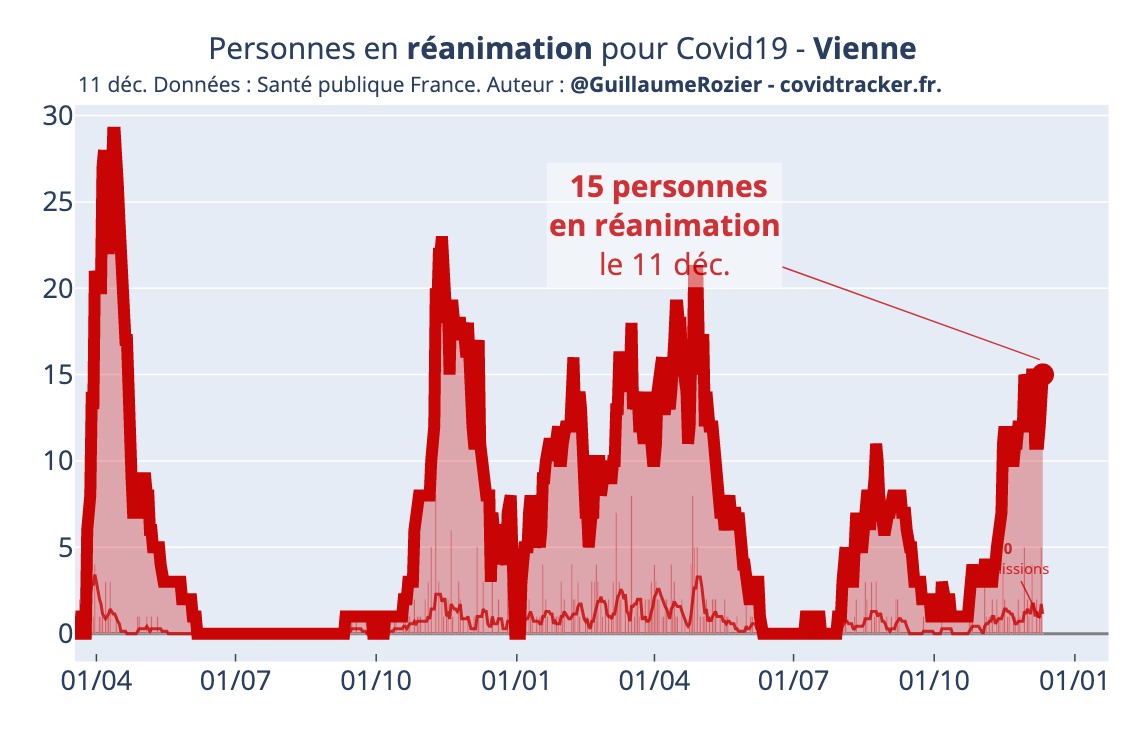 Personnes en réanimation pour Covid19 - Vienne
11 déc. Données : Santé publique France. Auteur : @GuillaumeRozier - covidtracker.fr.
30
25
20
15
10
5
0
15 personnes
en réanimation
le 11 déc.
0
issions
01/04
01/07
01/10
01/01
01/04
01/07
01/10
01/01